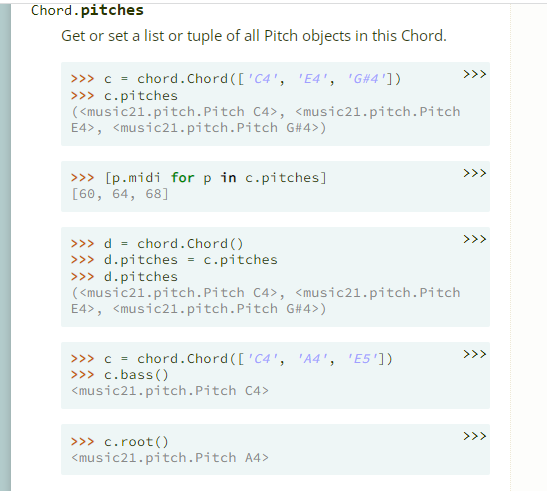 Chord.pitches
Get or set a list or tuple of all Pitch objects in this Chord.
>>> c = chord.Chord(['C4', 'E4', 'G#4']) >>>
>>> c.pitches
(<music21.pitch.Pitch C4>, <music21.pitch.Pitch
E4>, <music21.pitch.Pitch G#4>)
>>> [p.midi for p in c.pitches] >>>
[60, 64, 68]
>>> d = chord.Chord() >>>
>>> d.pitches = c.pitches
>>> d.pitches
(<music21.pitch.Pitch C4>, <music21.pitch.Pitch
E4>, <music21.pitch.Pitch G#4>)
>>> c = chord.Chord(['C4', 'A4', 'E5']) >>>
>>> c.bass()
<music21.pitch.Pitch C4>
>>> c.root() >>>
<music21.pitch.Pitch A4>